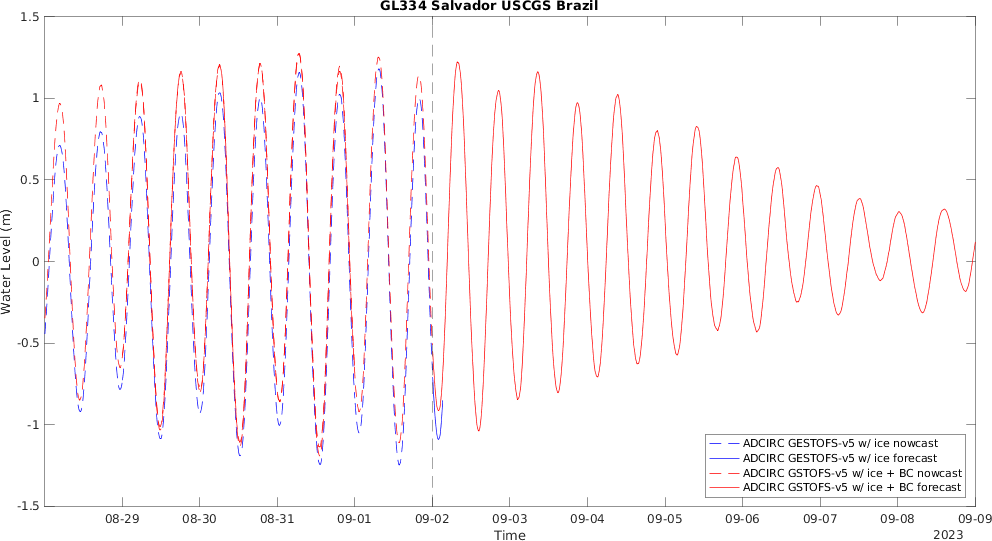 GL334 Salvador USCGS Brazil
1.5
1
0.5
0
-0.5
-1
-1.5
Water Level (m)
08-29 08-30 08-31 09-01 09-02 09-03 09-04 09-05 09-06 09-07 09-08 09-09
Time
2023
ADCIRC GESTOFS-v5 w/ ice nowcast
ADCIRC GESTOFS-v5 w/ ice forecast
ADCIRC GSTOFS-v5 w/ ice + BC nowcast
ADCIRC GSTOFS-v5 w/ ice + BC forecast